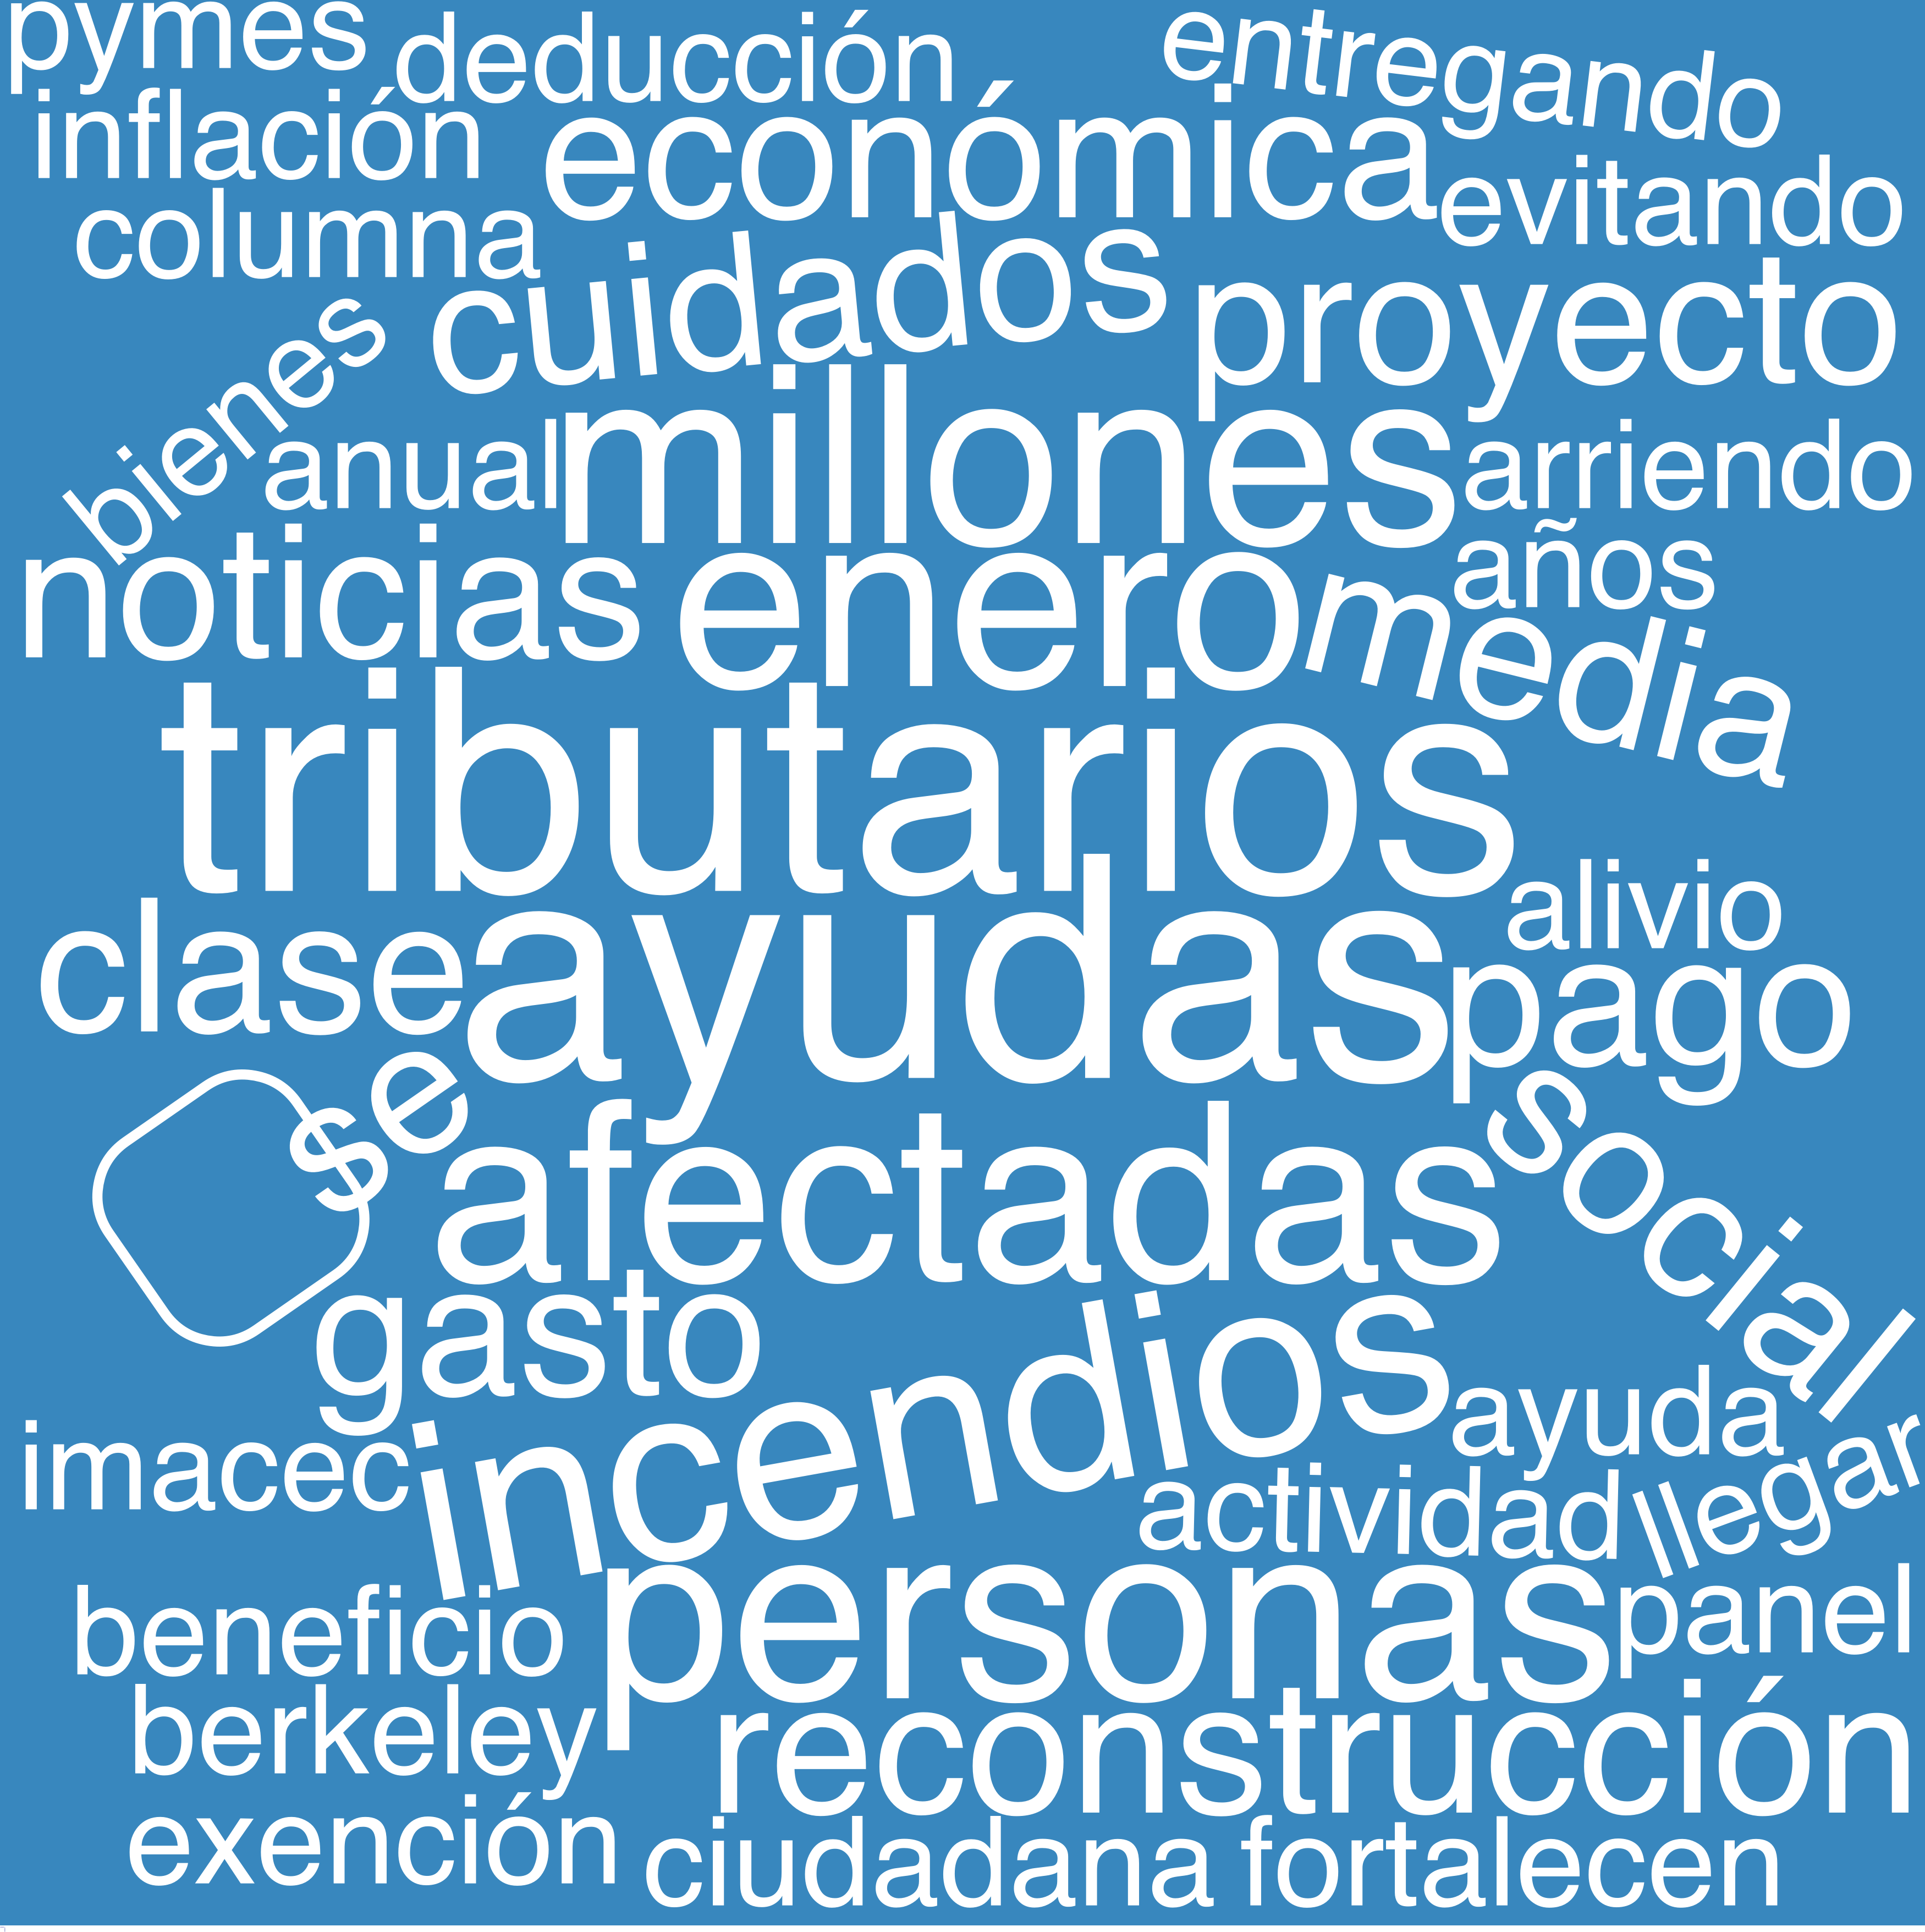 pymes deducción entregando
inflación económica evitando
columna cuidados proyecto
bienes anual millones arriendo
noticias enero media años
tributarios
alivio
clase ayudas pago
afectadas social
gasto
imacec incendios ayuda
actividad llegar
beneficio personas panel
berkeley reconstrucción
exención ciudadana fortalecen